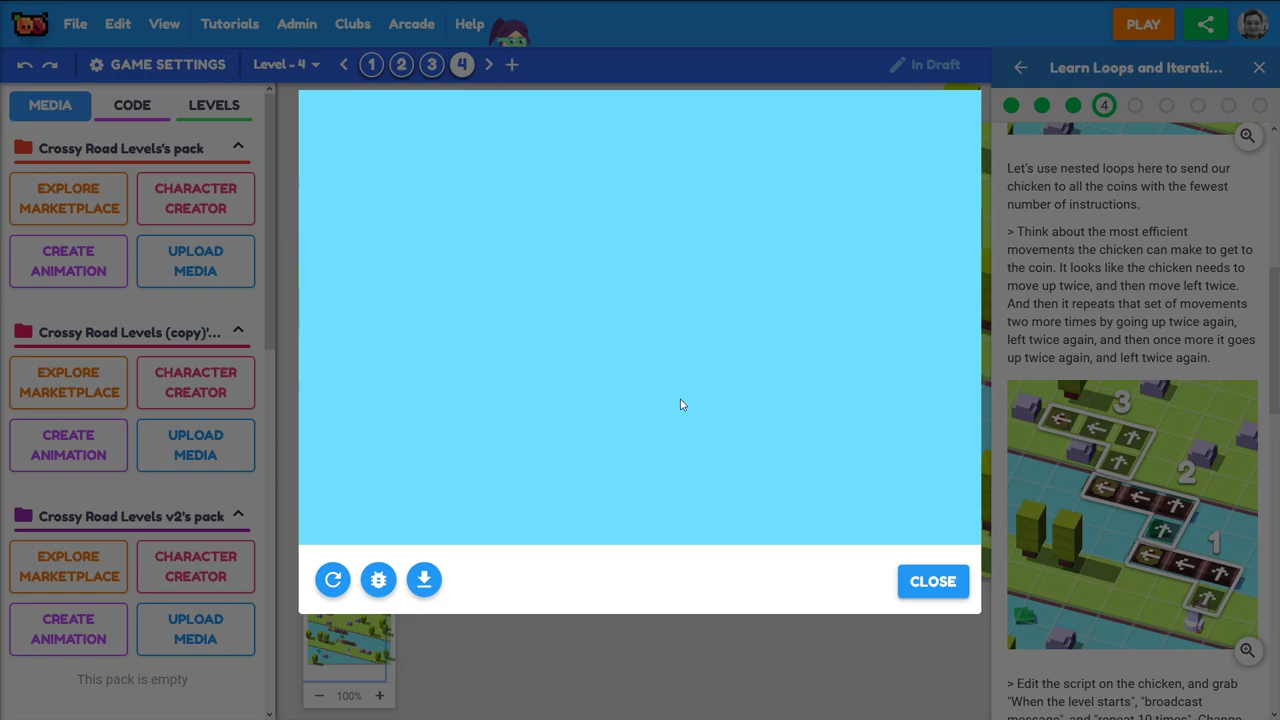 File Edit View Tutorials Admin Clubs Arcade Help PLAY
GAME SETTINGS Level - 4 1 2 3 4 In Draft
Learn Loops and Iterati...
MEDIA CODE LEVELS
4
Crossy Road Levels's pack
EXPLORE
MARKETPLACE
CHARACTER
CREATOR
CREATE
ANIMATION
UPLOAD
MEDIA
Crossy Road Levels (copy)'...
EXPLORE
MARKETPLACE
CHARACTER
CREATOR
CREATE
ANIMATION
UPLOAD
MEDIA
Crossy Road Levels v2's pack
EXPLORE
MARKETPLACE
CHARACTER
CREATOR
CREATE
ANIMATION
UPLOAD
MEDIA
This pack is empty
CLOSE
100%
Let's use nested loops here to send our
chicken to all the coins with the fewest
number of instructions.
> Think about the most efficient
movements the chicken can make to get to
the coin. It looks like the chicken needs to
move up twice, and then move left twice.
And then it repeats that set of movements
two more times by going up twice again,
left twice again, and then once more it goes
up twice again, and left twice again.
3
2
1
> Edit the script on the chicken, and grab
"When the level starts", "broadcast
message", and "repeat 10 times". Change